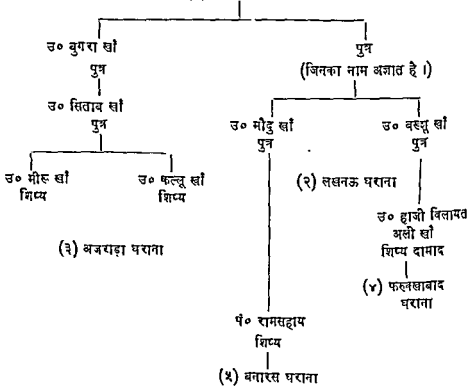 उ० बुगरा खाँ
पुत्र
पुत्र
(जिनका नाम अज्ञात है।)
उ० सिताब खाँ
पुत्र
उ० मौदु खाँ
पुत्र
उ० बख्शू खाँ
पुत्र
उ० मीरू खाँ
शिष्य
उ० कल्लू खाँ
शिष्य
(२) लखनऊ घराना
(३) अजराड़ा घराना
उ० हाजी विलायत
अली खाँ
शिष्य दामाद
(४) फरुखाबाद
घराना
पं० रामसहाय
शिष्य
(५) बनारस घराना